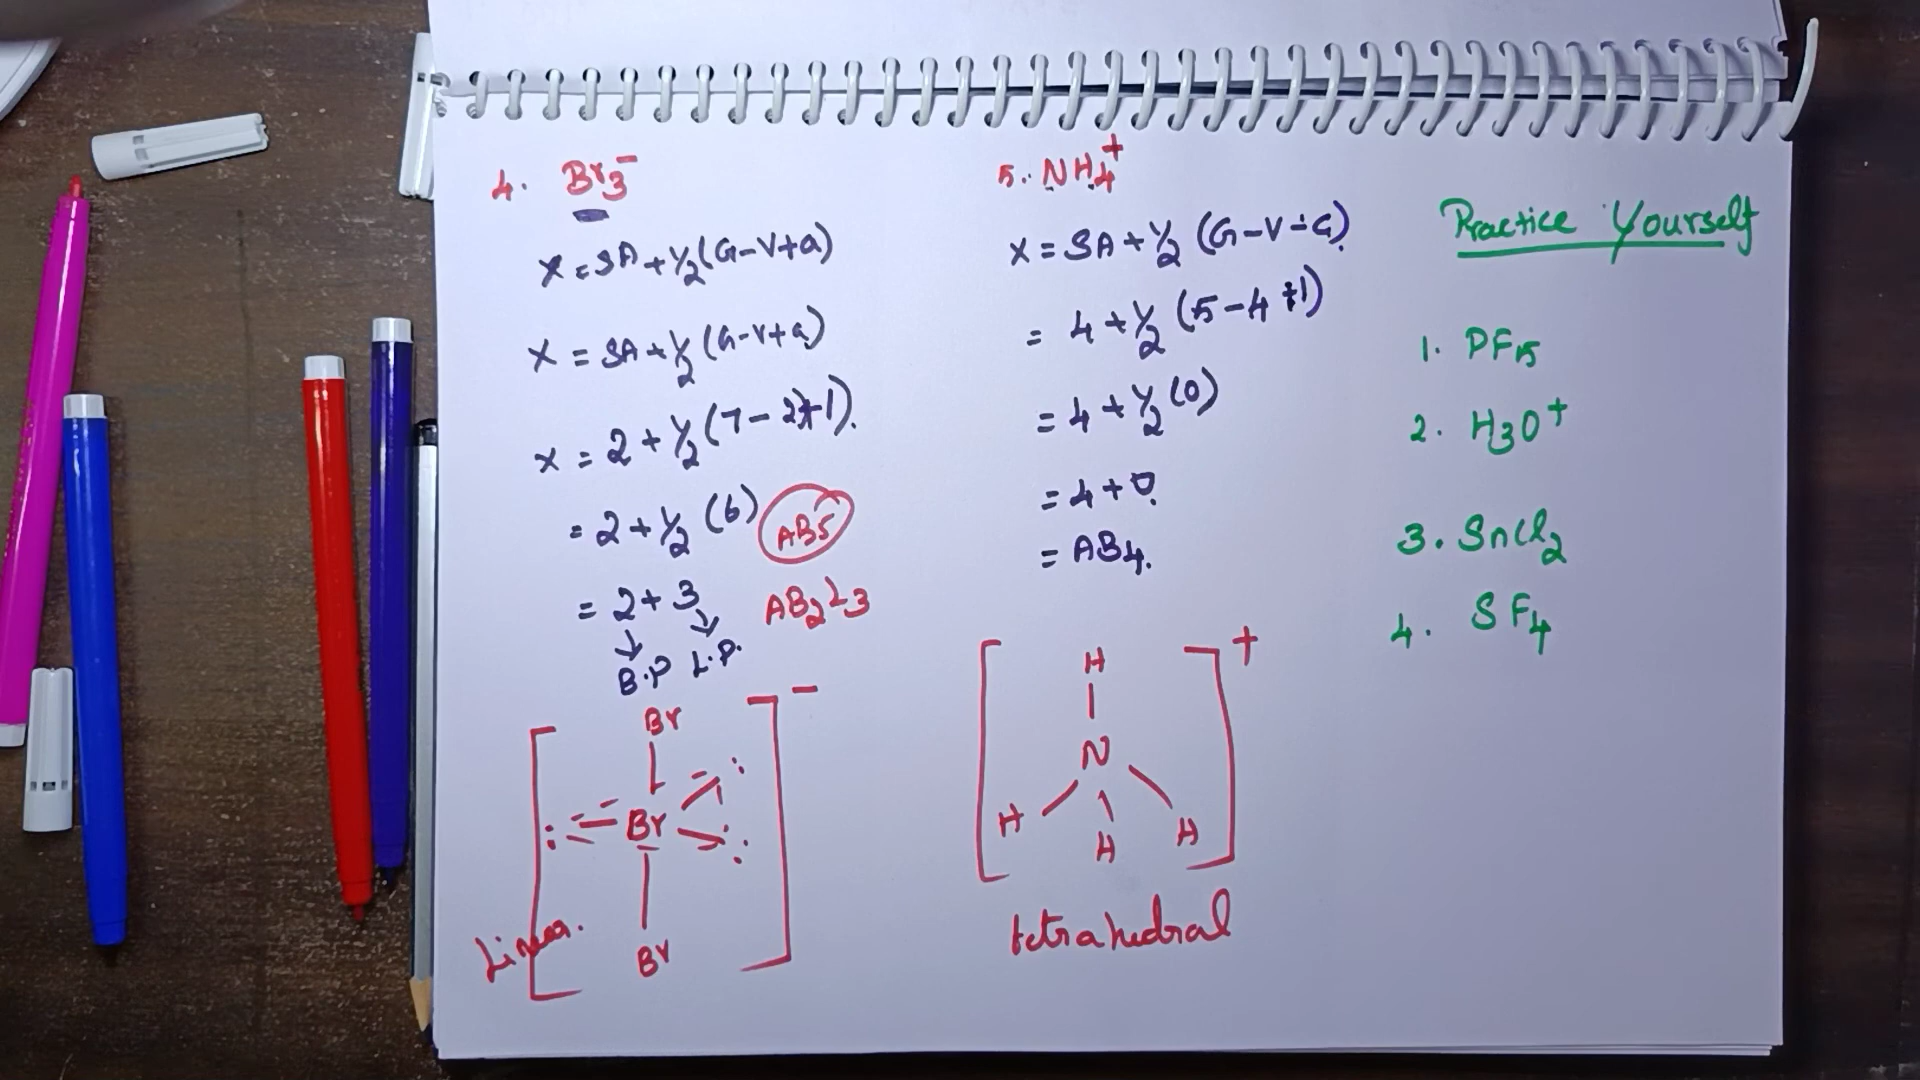 4. Br3-
X = SA + 1/2 (G-V+a)
X = SA + 1/2 (G-V+a)
X = 2 + 1/2 (7-2+1).
= 2 + 1/2 (6) AB5
= 2 + 3 AB2L3
B.P L.P.
[Br
: Br :
:
Br]-
Linear.
5. NH4+
X = SA + 1/2 (G-V-a)
= 4 + 1/2 (5-4+1)
= 4 + 1/2 (0)
= 4 + 0.
= AB4.
[H
N
H H H]+
tetrahedral
Practice Yourself
1. PF5
2. H3O+
3. SnCl2
4. SF4